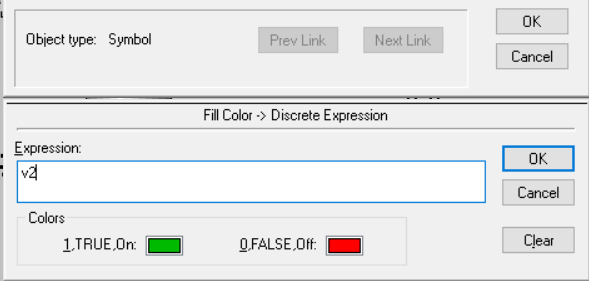 OK
Object type: Symbol Prev Link Next Link
Cancel
Fill Color -> Discrete Expression
Expression:
v2
OK
Cancel
Colors
1,TRUE,On: 0,FALSE,Off:
Clear